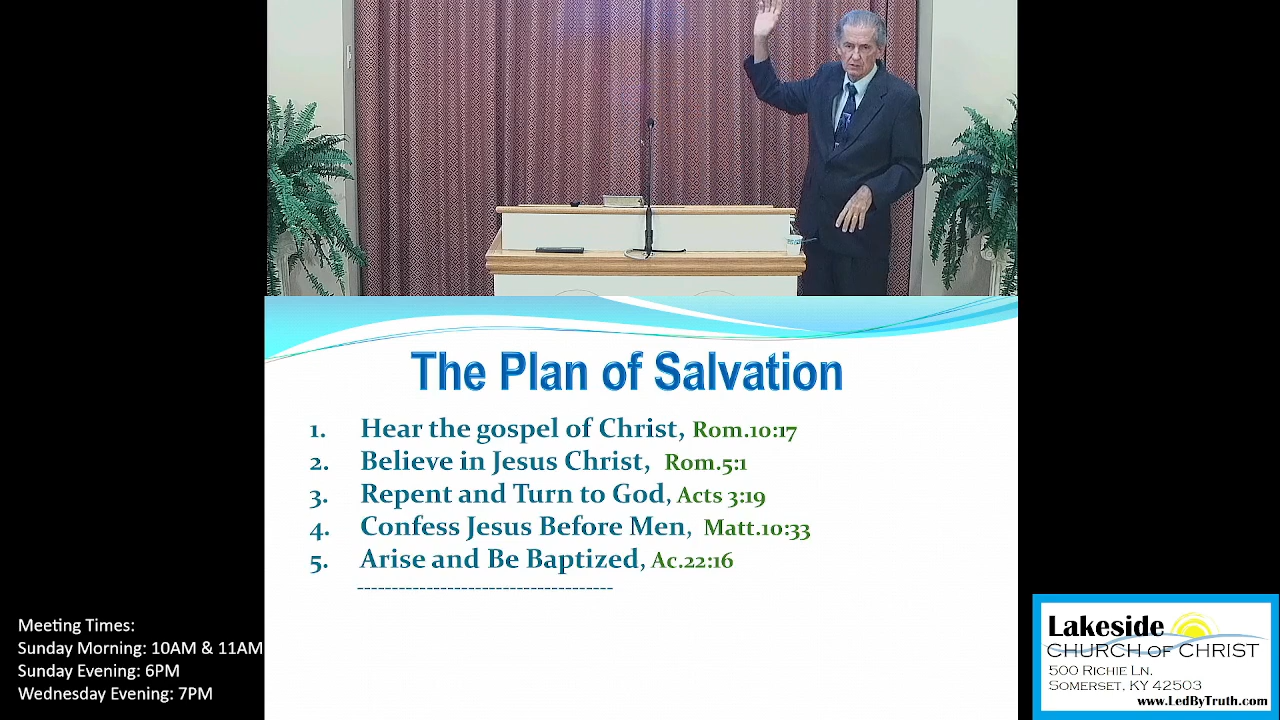 The Plan of Salvation
1. Hear the gospel of Christ, Rom.10:17
2. Believe in Jesus Christ, Rom.5:1
3. Repent and Turn to God, Acts 3:19
4. Confess Jesus Before Men, Matt.10:33
5. Arise and Be Baptized, Ac.22:16
-------------------------------------
Meeting Times:
Sunday Morning: 10AM & 11AM
Sunday Evening: 6PM
Wednesday Evening: 7PM
Lakeside
CHURCH OF CHRIST
500 RICHIE LN.
SOMERSET, KY 42503
www.LedByTruth.com